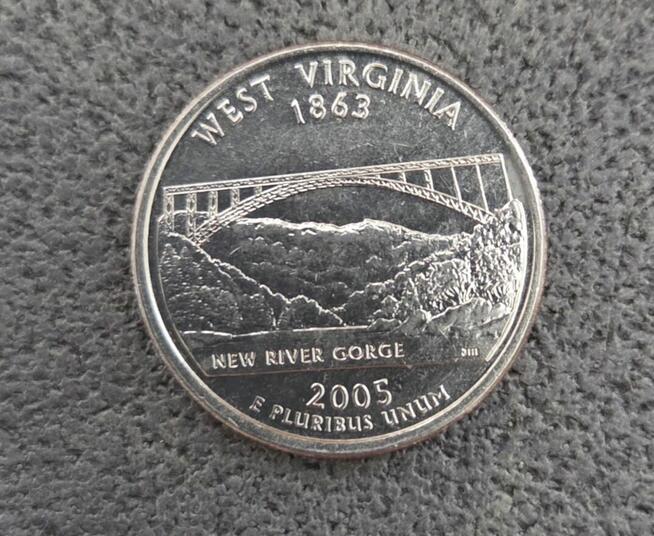 WEST VIRGINIA
1863
NEW RIVER GORGE
2005
E PLURIBUS UNUM